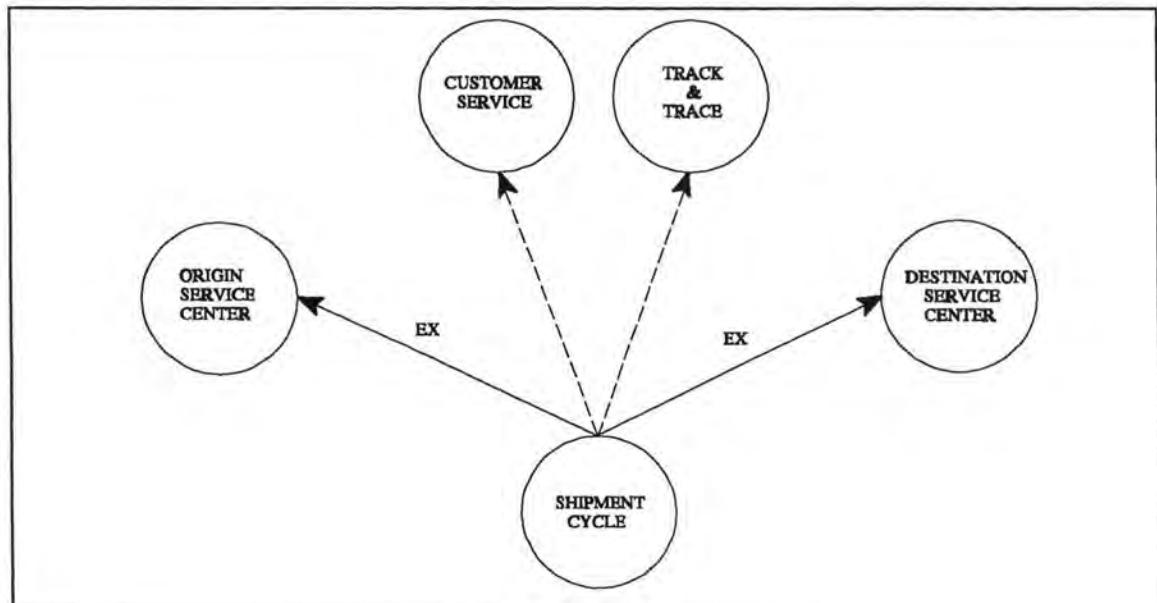 CUSTOMER
SERVICE
TRACK
&
TRACE
ORIGIN
SERVICE
CENTER
DESTINATION
SERVICE
CENTER
EX
EX
SHIPMENT
CYCLE